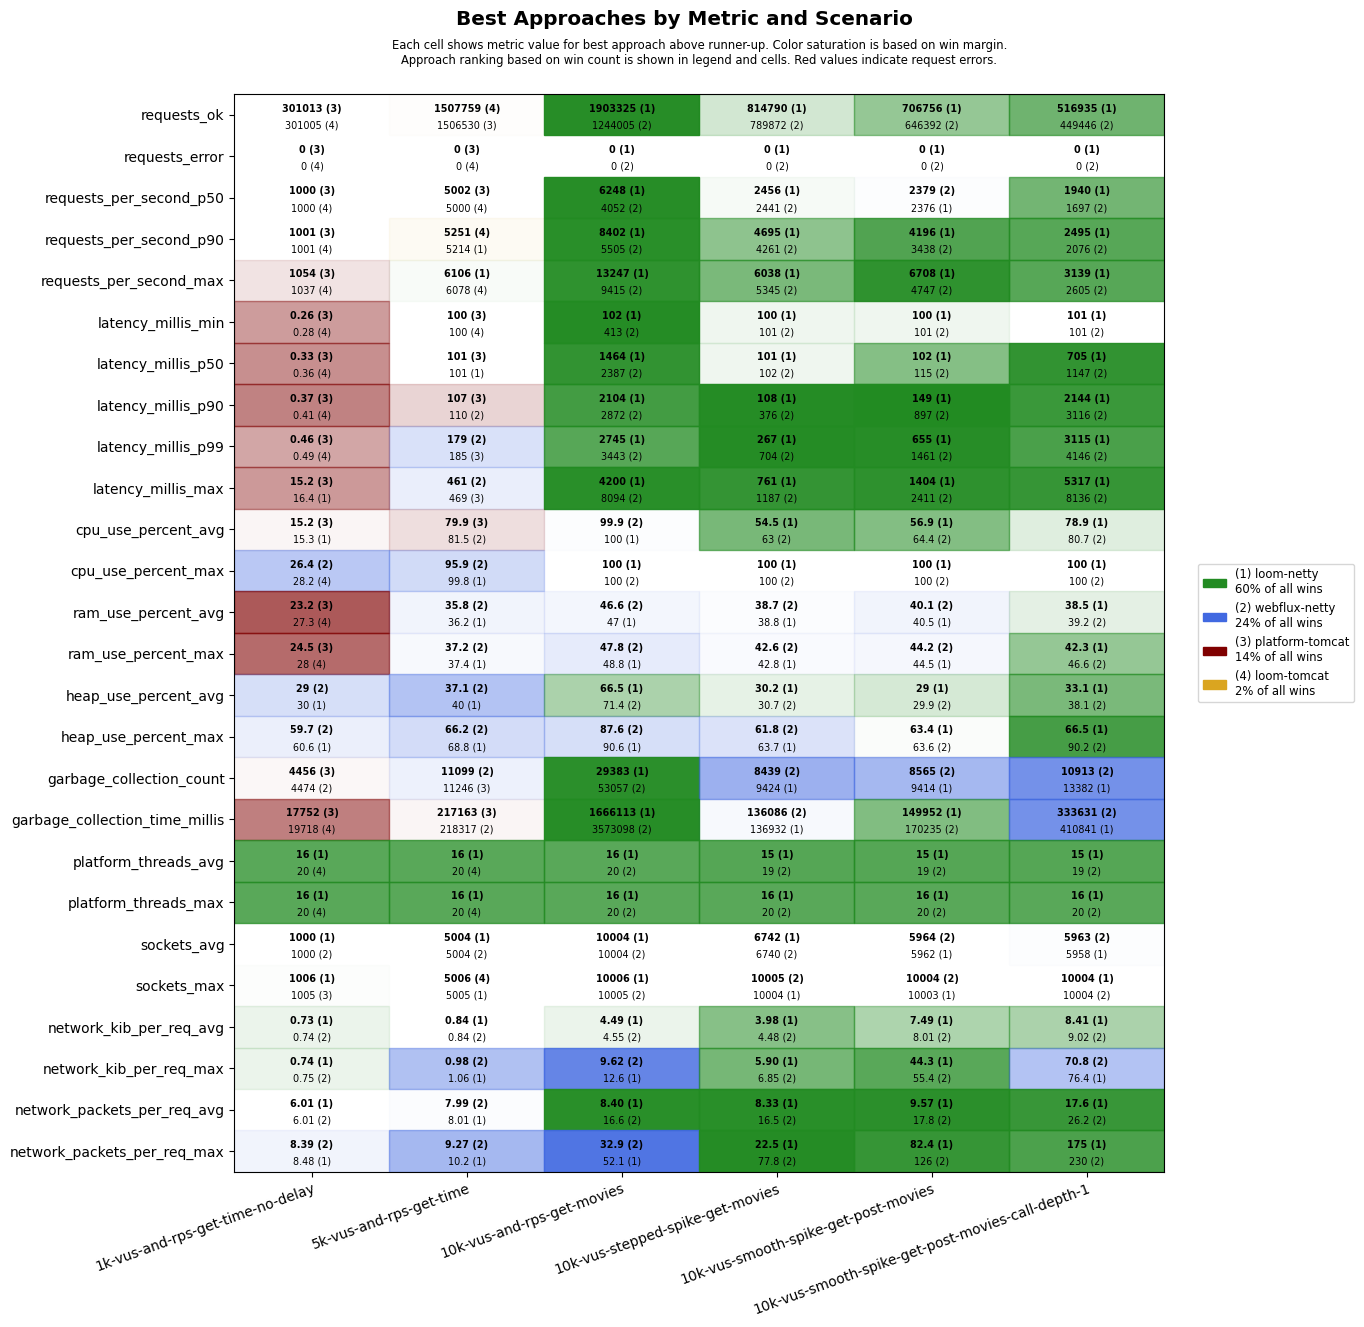 Best Approaches by Metric and Scenario
Each cell shows metric value for best approach above runner-up. Color saturation is based on win margin.
Approach ranking based on win count is shown in legend and cells. Red values indicate request errors.
requests_ok
301013 (3) 1507759 (4) 1903325 (1) 814790 (1) 706756 (1) 516935 (1)
301005 (4) 1506530 (3) 1244005 (2) 789872 (2) 646392 (2) 449446 (2)
requests_error
0 (3) 0 (3) 0 (1) 0 (1) 0 (1) 0 (1)
0 (4) 0 (4) 0 (2) 0 (2) 0 (2) 0 (2)
requests_per_second_p50
1000 (3) 5002 (3) 6248 (1) 2456 (1) 2379 (2) 1940 (1)
1000 (4) 5000 (4) 4052 (2) 2441 (2) 2376 (1) 1697 (2)
requests_per_second_p90
1001 (3) 5251 (4) 8402 (1) 4695 (1) 4196 (1) 2495 (1)
1001 (4) 5214 (1) 5505 (2) 4261 (2) 3438 (2) 2076 (2)
requests_per_second_max
1054 (3) 6106 (1) 13247 (1) 6038 (1) 6708 (1) 3139 (1)
1037 (4) 6078 (4) 9415 (2) 5345 (2) 4747 (2) 2605 (2)
latency_millis_min
0.26 (3) 100 (3) 102 (1) 100 (1) 100 (1) 101 (1)
0.28 (4) 100 (4) 413 (2) 101 (2) 101 (2) 101 (2)
latency_millis_p50
0.33 (3) 101 (3) 1464 (1) 101 (1) 102 (1) 705 (1)
0.36 (4) 101 (1) 2387 (2) 102 (2) 115 (2) 1147 (2)
latency_millis_p90
0.37 (3) 107 (3) 2104 (1) 108 (1) 149 (1) 2144 (1)
0.41 (4) 110 (2) 2872 (2) 376 (2) 897 (2) 3116 (2)
latency_millis_p99
0.46 (3) 179 (2) 2745 (1) 267 (1) 655 (1) 3115 (1)
0.49 (4) 185 (3) 3443 (2) 704 (2) 1461 (2) 4146 (2)
latency_millis_max
15.2 (3) 461 (2) 4200 (1) 761 (1) 1404 (1) 5317 (1)
16.4 (1) 469 (3) 8094 (2) 1187 (2) 2411 (2) 8136 (2)
cpu_use_percent_avg
15.2 (3) 79.9 (3) 99.9 (2) 54.5 (1) 56.9 (1) 78.9 (1)
15.3 (1) 81.5 (2) 100 (1) 63 (2) 64.4 (2) 80.7 (2)
cpu_use_percent_max
26.4 (2) 95.9 (2) 100 (1) 100 (1) 100 (1) 100 (1)
28.2 (4) 99.8 (1) 100 (2) 100 (2) 100 (2) 100 (2)
ram_use_percent_avg
23.2 (3) 35.8 (2) 46.6 (2) 38.7 (2) 40.1 (2) 38.5 (1)
27.3 (4) 36.2 (1) 47 (1) 38.8 (1) 40.5 (1) 39.2 (2)
ram_use_percent_max
24.5 (3) 37.2 (2) 47.8 (2) 42.6 (2) 44.2 (2) 42.3 (1)
28 (4) 37.4 (1) 48.8 (1) 42.8 (1) 44.5 (1) 46.6 (2)
heap_use_percent_avg
29 (2) 37.1 (2) 66.5 (1) 30.2 (1) 29 (1) 33.1 (1)
30 (1) 40 (1) 71.4 (2) 30.7 (2) 29.9 (2) 38.1 (2)
heap_use_percent_max
59.7 (2) 66.2 (2) 87.6 (2) 61.8 (2) 63.4 (1) 66.5 (1)
60.6 (1) 68.8 (1) 90.6 (1) 63.7 (1) 63.6 (2) 90.2 (2)
garbage_collection_count
4456 (3) 11099 (2) 29383 (1) 8439 (2) 8565 (2) 10913 (2)
4474 (2) 11246 (3) 53057 (2) 9424 (1) 9414 (1) 13382 (1)
garbage_collection_time_millis
17752 (3) 217163 (3) 1666113 (1) 136086 (2) 149952 (1) 333631 (2)
19718 (4) 218317 (2) 3573098 (2) 136932 (1) 170235 (2) 410841 (1)
platform_threads_avg
16 (1) 16 (1) 16 (1) 15 (1) 15 (1) 15 (1)
20 (4) 20 (4) 20 (2) 19 (2) 19 (2) 19 (2)
platform_threads_max
16 (1) 16 (1) 16 (1) 16 (1) 16 (1) 16 (1)
20 (4) 20 (4) 20 (2) 20 (2) 20 (2) 20 (2)
sockets_avg
1000 (1) 5004 (1) 10004 (1) 6742 (1) 5964 (2) 5963 (2)
1000 (2) 5004 (2) 10004 (2) 6740 (2) 5962 (1) 5958 (1)
sockets_max
1006 (1) 5006 (4) 10006 (1) 10005 (2) 10004 (2) 10004 (1)
1005 (3) 5005 (1) 10005 (2) 10004 (1) 10003 (1) 10004 (2)
network_kib_per_req_avg
0.73 (1) 0.84 (1) 4.49 (1) 3.98 (1) 7.49 (1) 8.41 (1)
0.74 (2) 0.84 (2) 4.55 (2) 4.48 (2) 8.01 (2) 9.02 (2)
network_kib_per_req_max
0.74 (1) 0.98 (2) 9.62 (2) 5.90 (1) 44.3 (1) 70.8 (2)
0.75 (2) 1.06 (1) 12.6 (1) 6.85 (2) 55.4 (2) 76.4 (1)
network_packets_per_req_avg
6.01 (1) 7.99 (2) 8.40 (1) 8.33 (1) 9.57 (1) 17.6 (1)
6.01 (2) 8.01 (1) 16.6 (2) 16.5 (2) 17.8 (2) 26.2 (2)
network_packets_per_req_max
8.39 (2) 9.27 (2) 32.9 (2) 22.5 (1) 82.4 (1) 175 (1)
8.48 (1) 10.2 (1) 52.1 (1) 77.8 (2) 126 (2) 230 (2)
1k-vus-and-rps-get-time-no-delay
5k-vus-and-rps-get-time
10k-vus-and-rps-get-movies
10k-vus-stepped-spike-get-movies
10k-vus-smooth-spike-get-post-movies
10k-vus-smooth-spike-get-post-movies-call-depth-1
(1) loom-netty
60% of all wins
(2) webflux-netty
24% of all wins
(3) platform-tomcat
14% of all wins
(4) loom-tomcat
2% of all wins